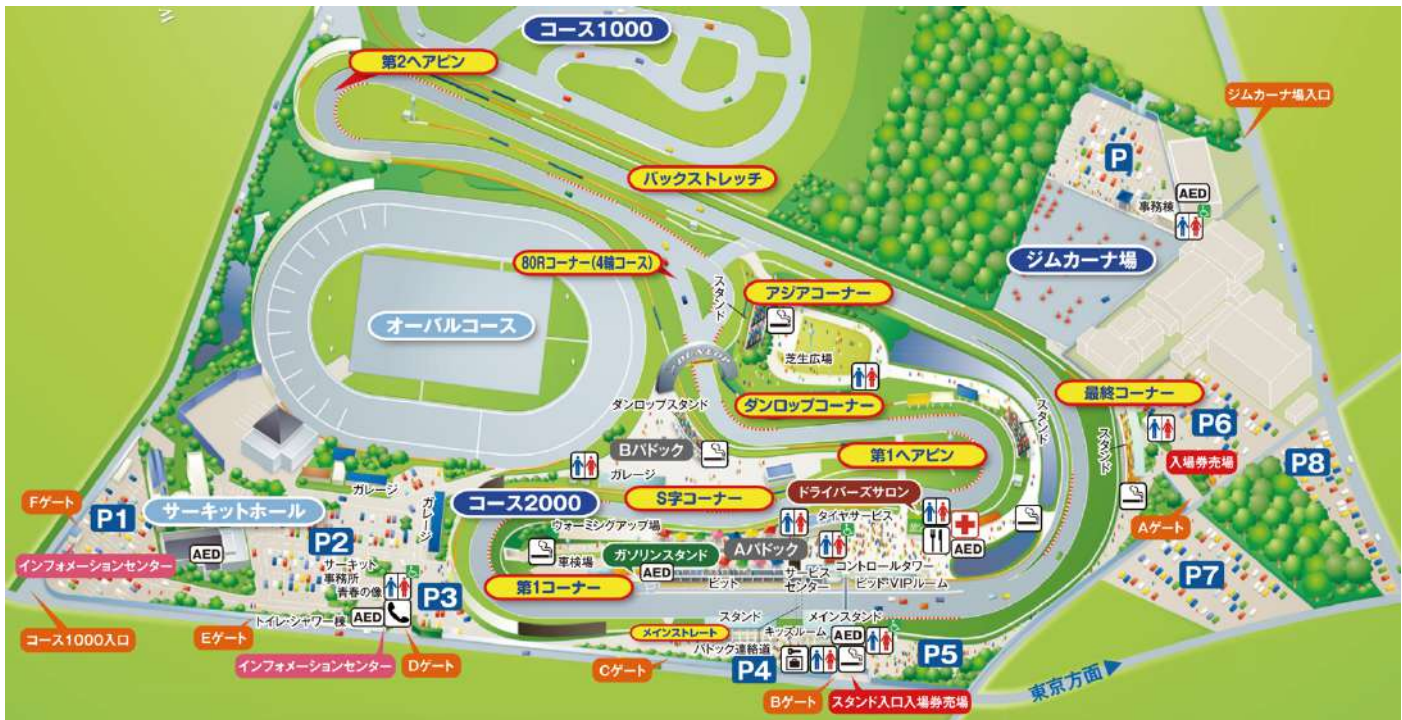 コース1000
第2ヘアピン
ジムカーナ場入口
P
バックストレッチ
AED
事務棟
80Rコーナー(4輪コース)
ジムカーナ場
スタンド
アジアコーナー
オーバルコース
DUNLOP
芝生広場
最終コーナー
ダンロップスタンド
ダンロップコーナー
スタンド
スタンド
P6
Bパドック
第1ヘアピン
入場券売場
P8
ガレージ
ガレージ
S字コーナー
ドライバーズサロン
Fゲート
P1
サーキットホール
ガレージ
コース2000
ウォーミングアップ場
タイヤサービス
Aゲート
P2
AED
車検場
ガソリンスタンド
Aパドック
AED
インフォメーションセンター
サーキット
事務所
青春の像
AED
ピット
サービス
センター
コントロールタワー
ピットVIPルーム
P7
P3
第1コーナー
トイレ・シャワー棟
AED
スタンド
メインスタンド
コース1000入口
Eゲート
メインストレート
キッズルーム
AED
インフォメーションセンター
Dゲート
Cゲート
パドック連絡道
P4
P5
Bゲート
スタンド入口入場券売場
東京方面